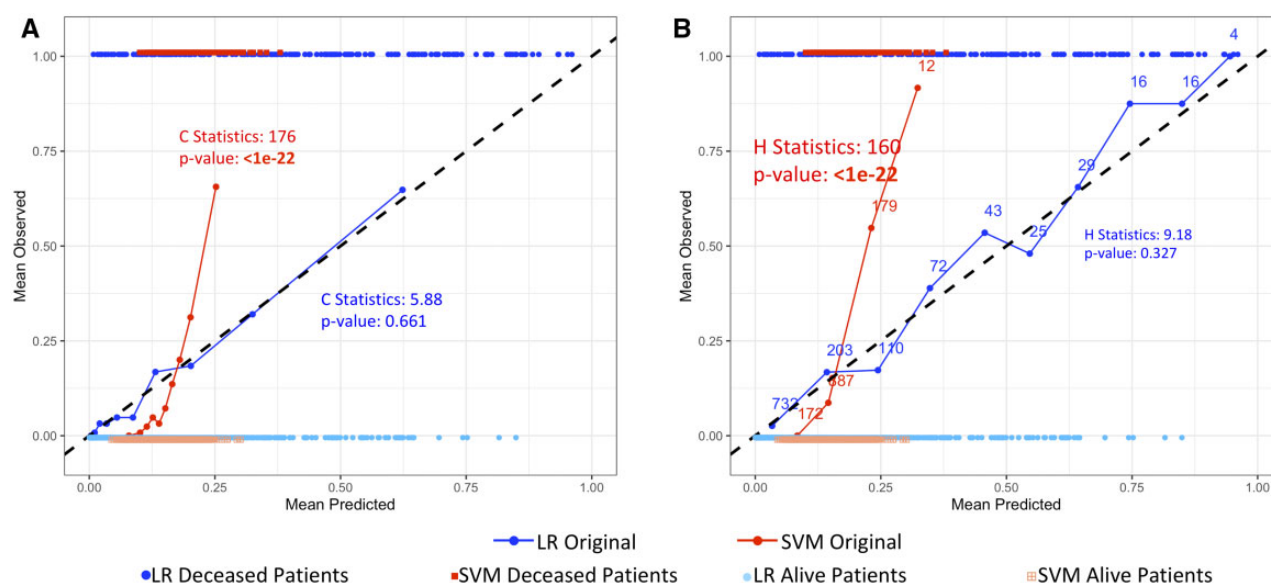 A
1.00
0.75
0.50
0.25
0.00
Mean Observed
C Statistics: 176
p-value: <1e-22
C Statistics: 5.88
p-value: 0.661
0.00 0.25 0.50 0.75 1.00
Mean Predicted
B
1.00
0.75
0.50
0.25
0.00
Mean Observed
4
12
16 16
H Statistics: 160
p-value: <1e-22
29
179
43
25
H Statistics: 9.18
p-value: 0.327
72
203
110
887
732
172
0.00 0.25 0.50 0.75 1.00
Mean Predicted
LR Original SVM Original
LR Deceased Patients SVM Deceased Patients LR Alive Patients SVM Alive Patients